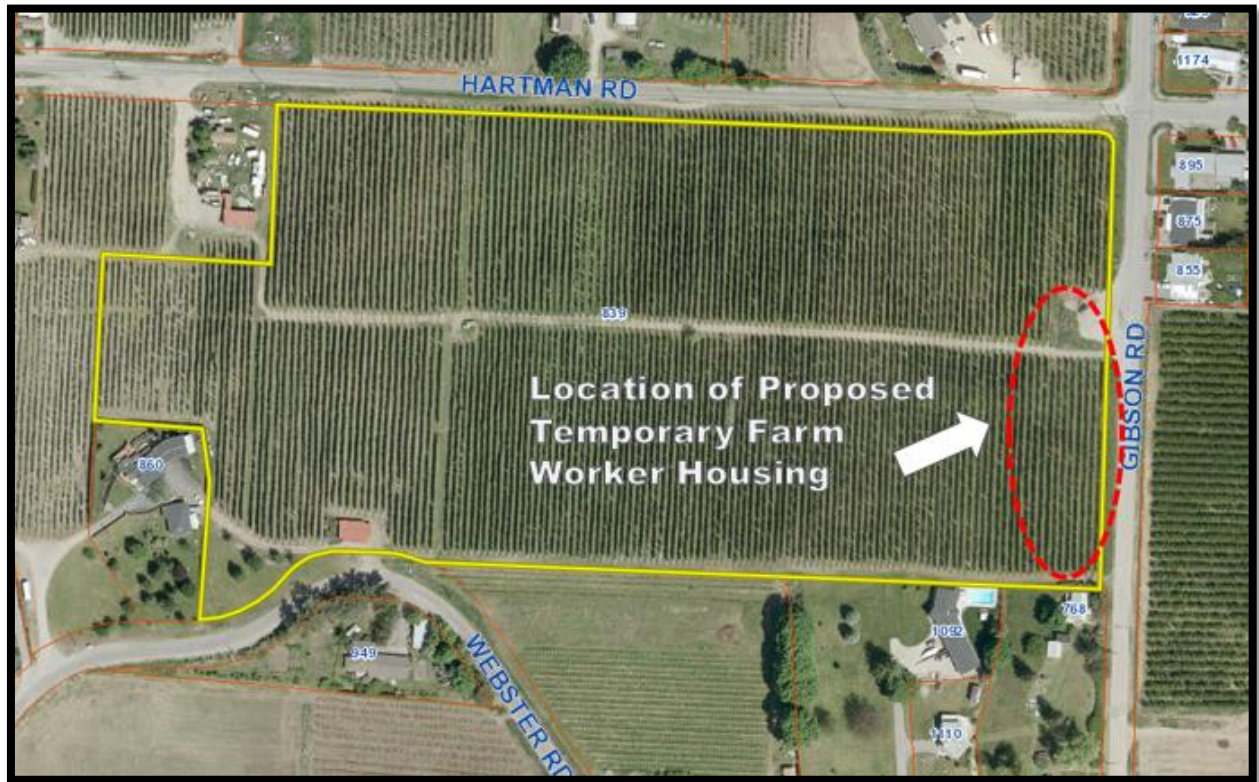 HARTMAN RD
1174
895
875
855
839
Location of Proposed
Temporary Farm
Worker Housing
GIBSON RD
860
768
1092
949
WEBSTER RD
1110